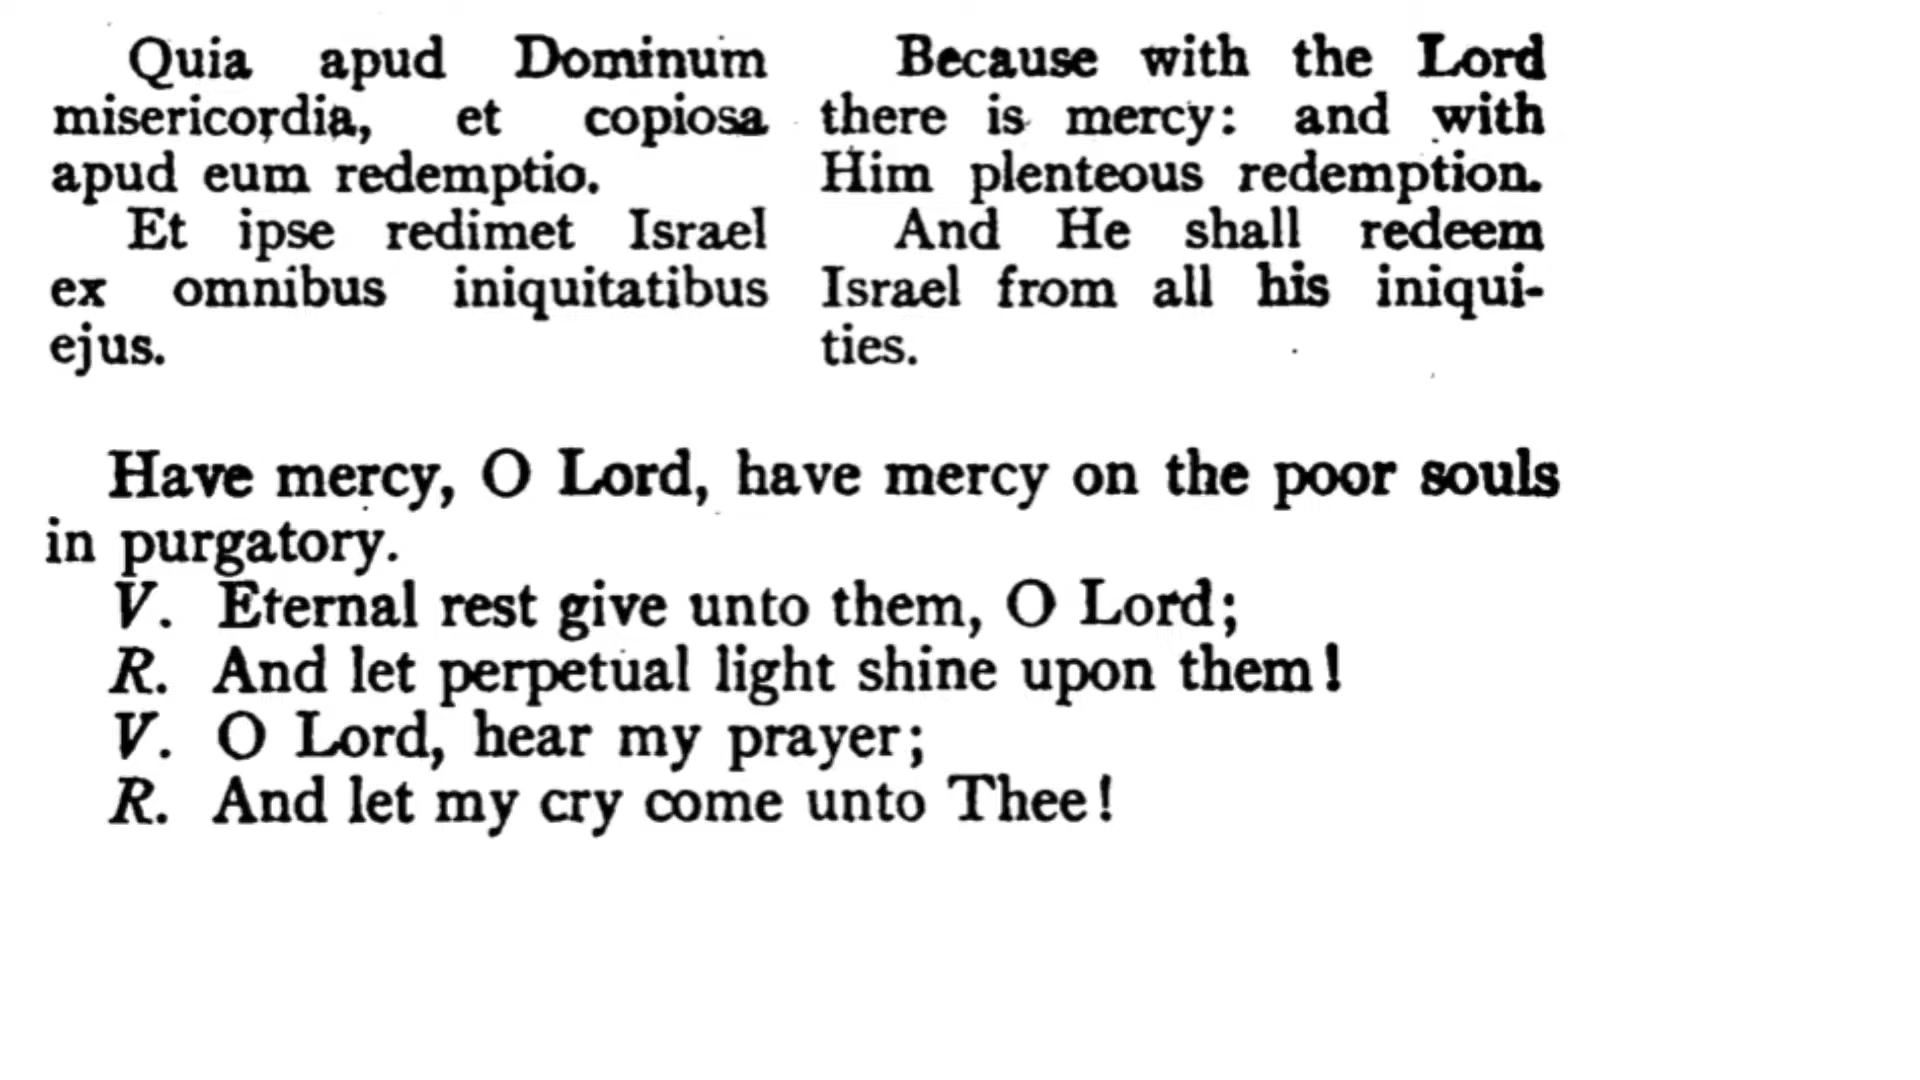 Quia apud Dominum
misericordia, et copiosa
apud eum redemptio.
Et ipse redimet Israel
ex omnibus iniquitatibus
ejus.
Because with the Lord
there is mercy: and with
Him plenteous redemption.
And He shall redeem
Israel from all his iniqui-
ties.
Have mercy, O Lord, have mercy on the poor souls
in purgatory.
V. Eternal rest give unto them, O Lord;
R. And let perpetual light shine upon them!
V. O Lord, hear my prayer;
R. And let my cry come unto Thee!